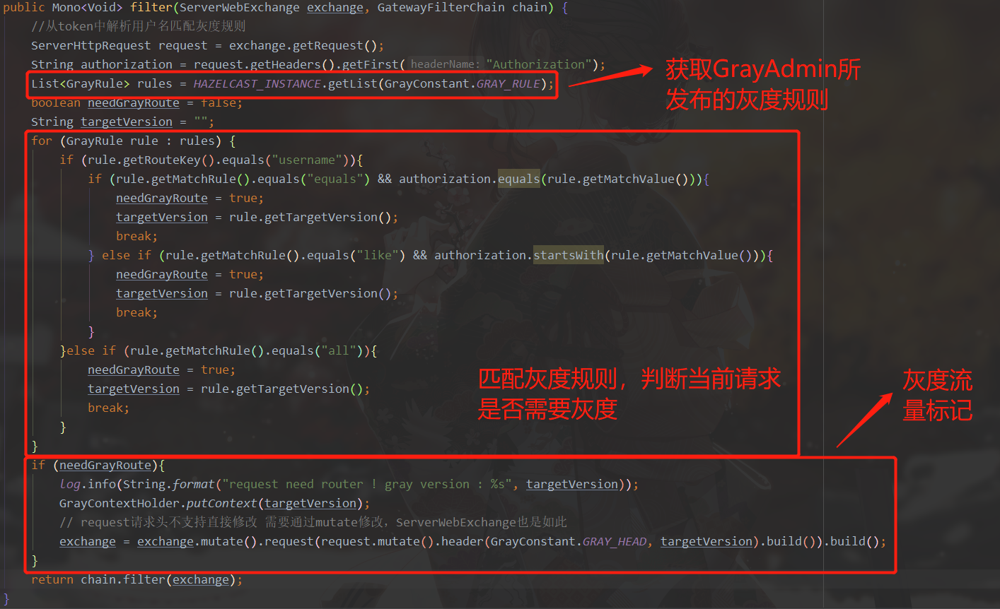 public Mono<Void> filter(ServerWebExchange exchange, GatewayFilterChain chain) {
//从token中解析用户名匹配灰度规则
ServerHttpRequest request = exchange.getRequest();
String authorization = request.getHeaders().getFirst( headerName: "Authorization");
List<GrayRule> rules = HAZELCAST_INSTANCE.getList(GrayConstant.GRAY_RULE);
获取GrayAdmin所
发布的灰度规则
boolean needGrayRoute = false;
String targetVersion = "";
for (GrayRule rule : rules) {
if (rule.getRouteKey().equals("username")){
if (rule.getMatchRule().equals("equals") && authorization.equals(rule.getMatchValue())){
needGrayRoute = true;
targetVersion = rule.getTargetVersion();
break;
} else if (rule.getMatchRule().equals("like") && authorization.startsWith(rule.getMatchValue())){
needGrayRoute = true;
targetVersion = rule.getTargetVersion();
break;
}
}else if (rule.getMatchRule().equals("all")){
needGrayRoute = true;
targetVersion = rule.getTargetVersion();
break;
}
}
匹配灰度规则，判断当前请求
是否需要灰度
灰度流
量标记
if (needGrayRoute){
log.info(String.format("request need router ! gray version : %s", targetVersion));
GrayContextHolder.putContext(targetVersion);
// request请求头不支持直接修改 需要通过mutate修改，ServerWebExchange也是如此
exchange = exchange.mutate().request(request.mutate().header(GrayConstant.GRAY_HEAD, targetVersion).build()).build();
}
return chain.filter(exchange);
}